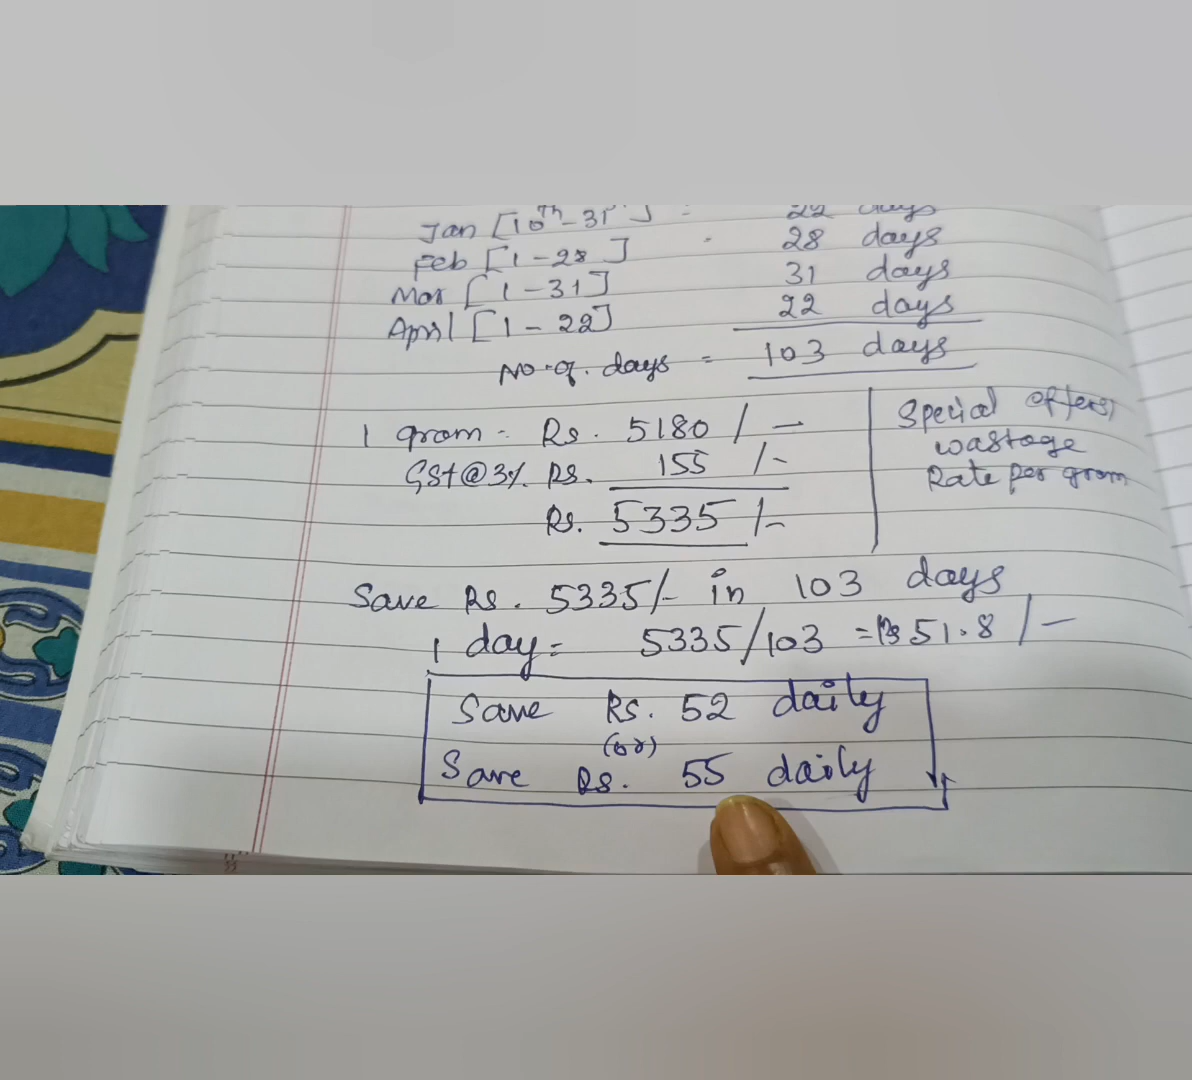 Jan [10th-31st] = 22 days
Feb [1-28] - 28 days
Mar [1-31] 31 days
April [1-22] 22 days
No. of. days = 103 days
1 gram - Rs. 5180/-
GSt@3%. Rs. 155/-
Rs. 5335/-
Special offers,
wastage
Rate per gram
Save Rs. 5335/- in 103 days
1 day = 5335/103 = Rs 51.8/-
Save Rs. 52 daily
(or)
Save Rs. 55 daily